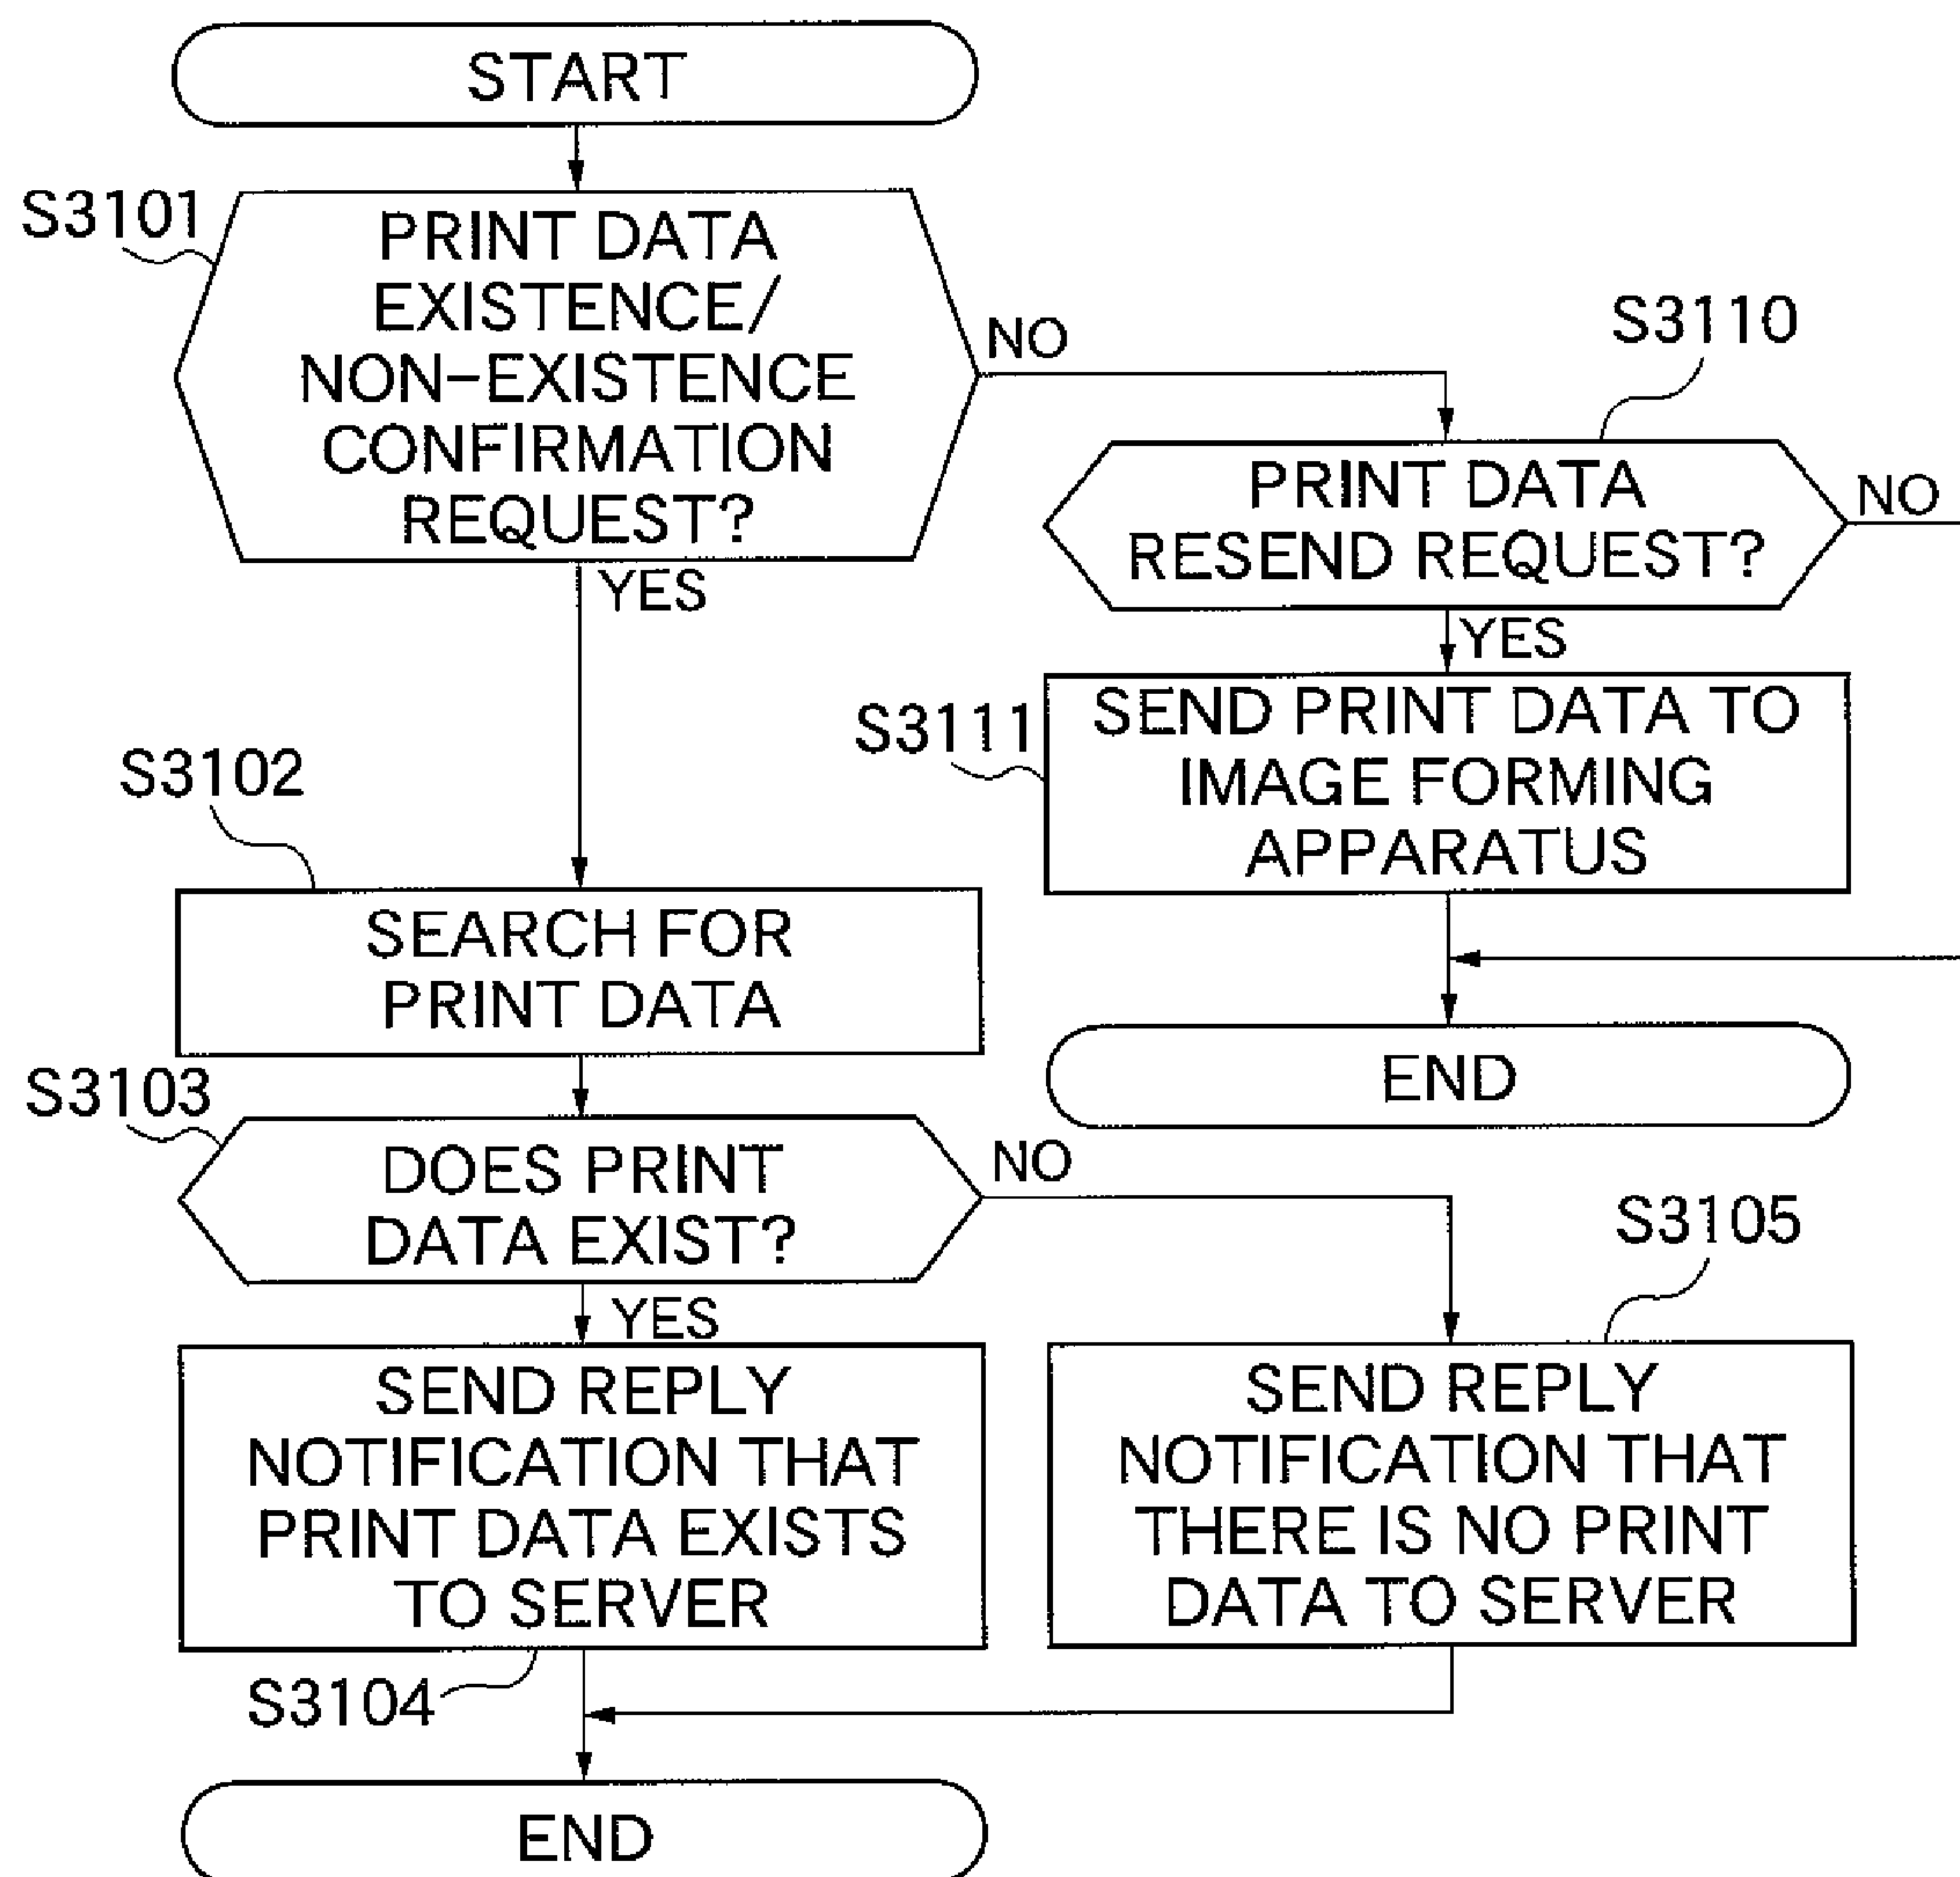 START
S3101
PRINT DATA
EXISTENCE/
NON-EXISTENCE
CONFIRMATION
REQUEST?
NO
YES
S3110
PRINT DATA
RESEND REQUEST?
NO
YES
S3111
SEND PRINT DATA TO
IMAGE FORMING
APPARATUS
END
S3102
SEARCH FOR
PRINT DATA
S3103
DOES PRINT
DATA EXIST?
NO
YES
S3105
SEND REPLY
NOTIFICATION THAT
THERE IS NO PRINT
DATA TO SERVER
SEND REPLY
NOTIFICATION THAT
PRINT DATA EXISTS
TO SERVER
S3104
END